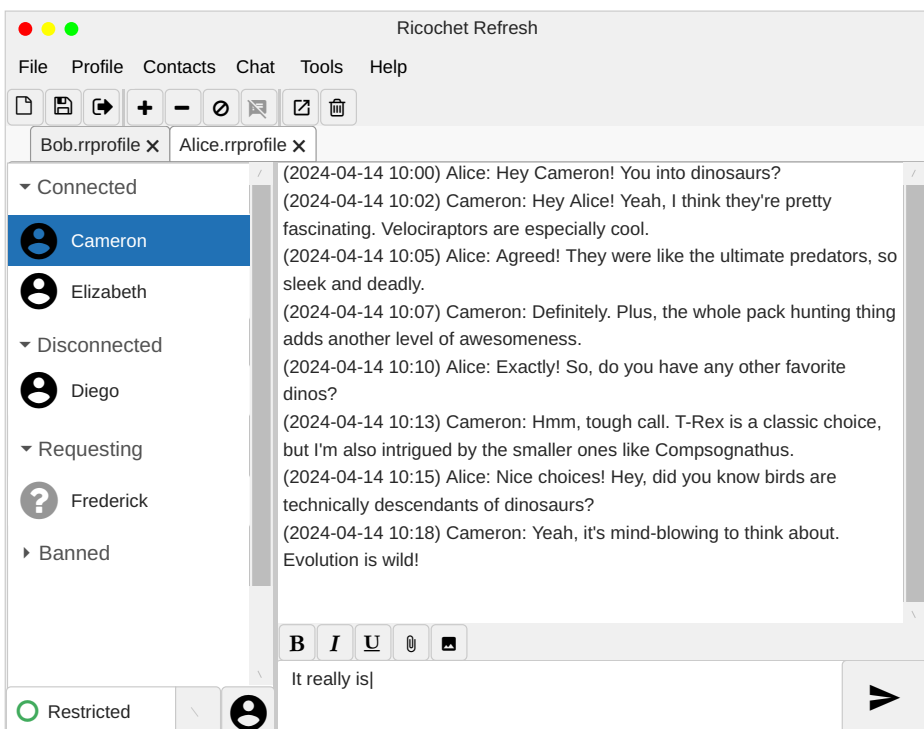 Ricochet Refresh
File Profile Contacts Chat Tools Help
Bob.rrprofile Alice.rrprofile
Connected
Cameron
Elizabeth
Disconnected
Diego
Requesting
? Frederick
Banned
Restricted
(2024-04-14 10:00) Alice: Hey Cameron! You into dinosaurs?
(2024-04-14 10:02) Cameron: Hey Alice! Yeah, I think they're pretty
fascinating. Velociraptors are especially cool.
(2024-04-14 10:05) Alice: Agreed! They were like the ultimate predators, so
sleek and deadly.
(2024-04-14 10:07) Cameron: Definitely. Plus, the whole pack hunting thing
adds another level of awesomeness.
(2024-04-14 10:10) Alice: Exactly! So, do you have any other favorite
dinos?
(2024-04-14 10:13) Cameron: Hmm, tough call. T-Rex is a classic choice,
but I'm also intrigued by the smaller ones like Compsognathus.
(2024-04-14 10:15) Alice: Nice choices! Hey, did you know birds are
technically descendants of dinosaurs?
(2024-04-14 10:18) Cameron: Yeah, it's mind-blowing to think about.
Evolution is wild!
B I U
It really is